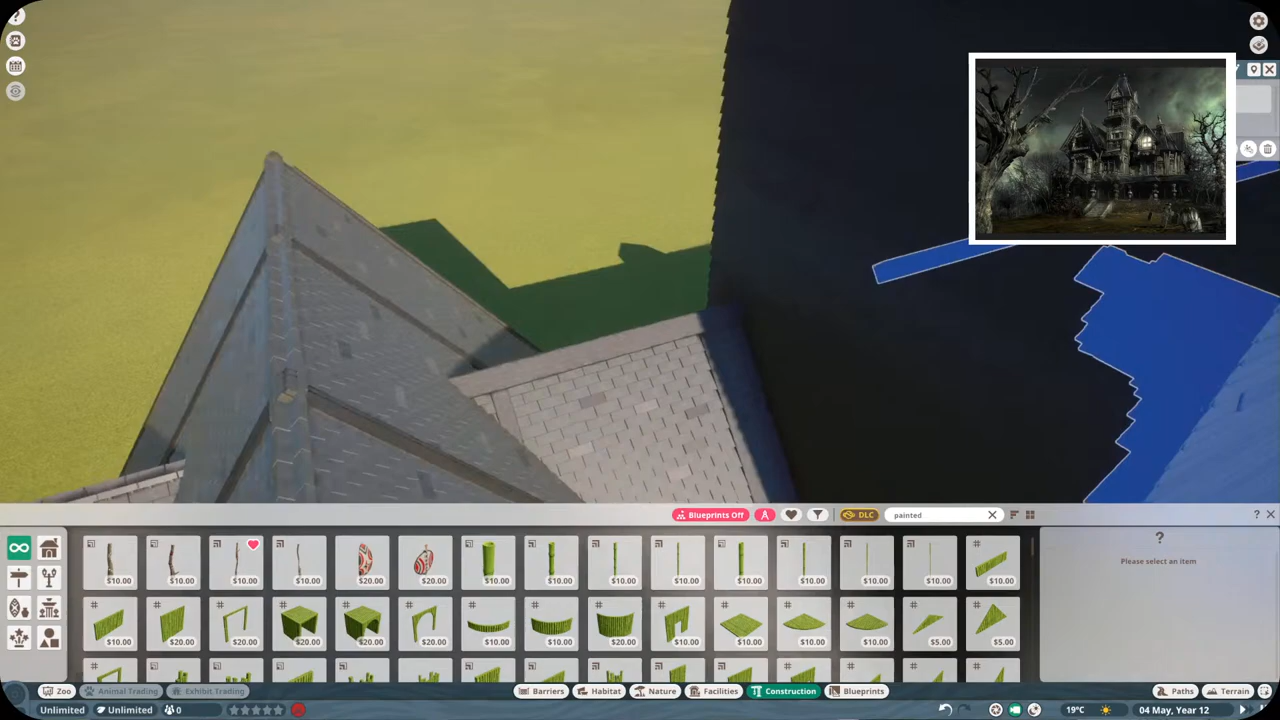 ?
Blueprints Off
DLC
painted
?
$10.00 $10.00 $10.00 $10.00 $20.00 $20.00 $10.00 $10.00 $10.00 $10.00 $10.00 $10.00 $10.00 $10.00 $10.00
$10.00 $20.00 $20.00 $20.00 $20.00 $20.00 $10.00 $10.00 $20.00 $10.00 $10.00 $10.00 $10.00 $5.00 $5.00
?
Please select an item
Zoo Animal Trading Exhibit Trading Barriers Habitat Nature Facilities Construction Blueprints Paths Terrain
Unlimited Unlimited 0 19°C 04 May, Year 12